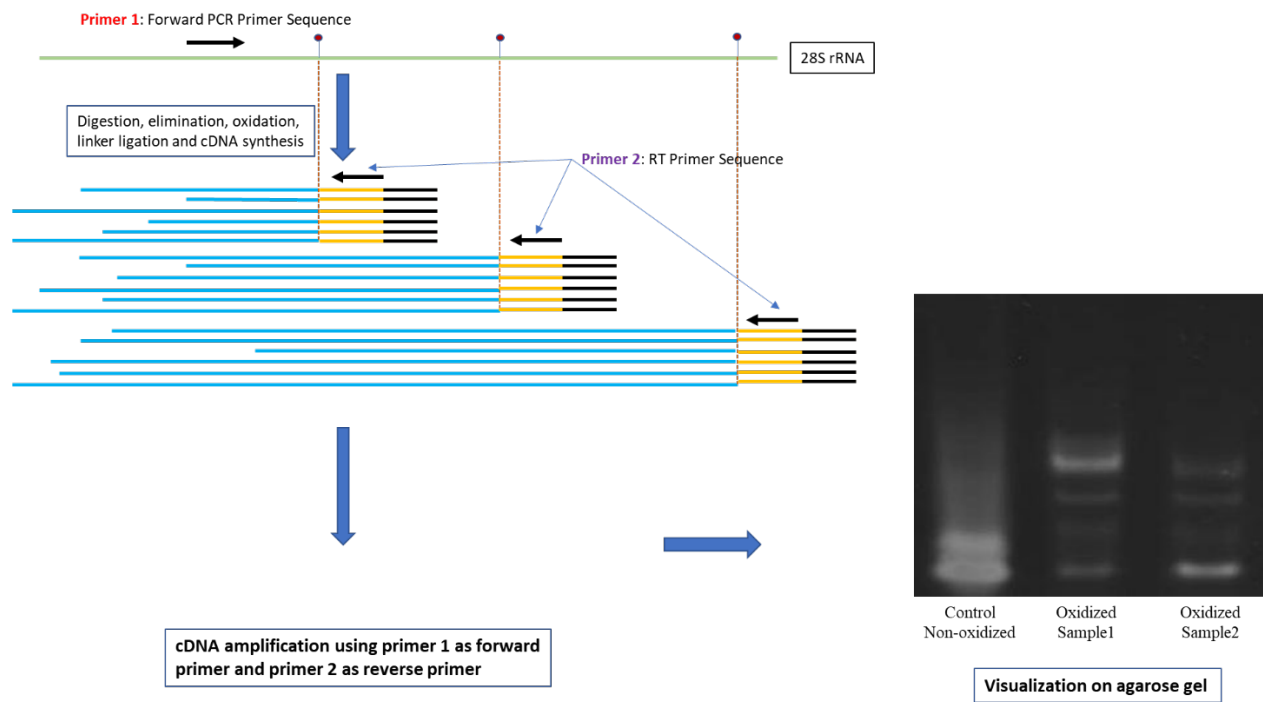 Primer 1: Forward PCR Primer Sequence
28S rRNA
Digestion, elimination, oxidation,
linker ligation and cDNA synthesis
Primer 2: RT Primer Sequence
cDNA amplification using primer 1 as forward
primer and primer 2 as reverse primer
Control
Non-oxidized
Oxidized
Sample1
Oxidized
Sample2
Visualization on agarose gel